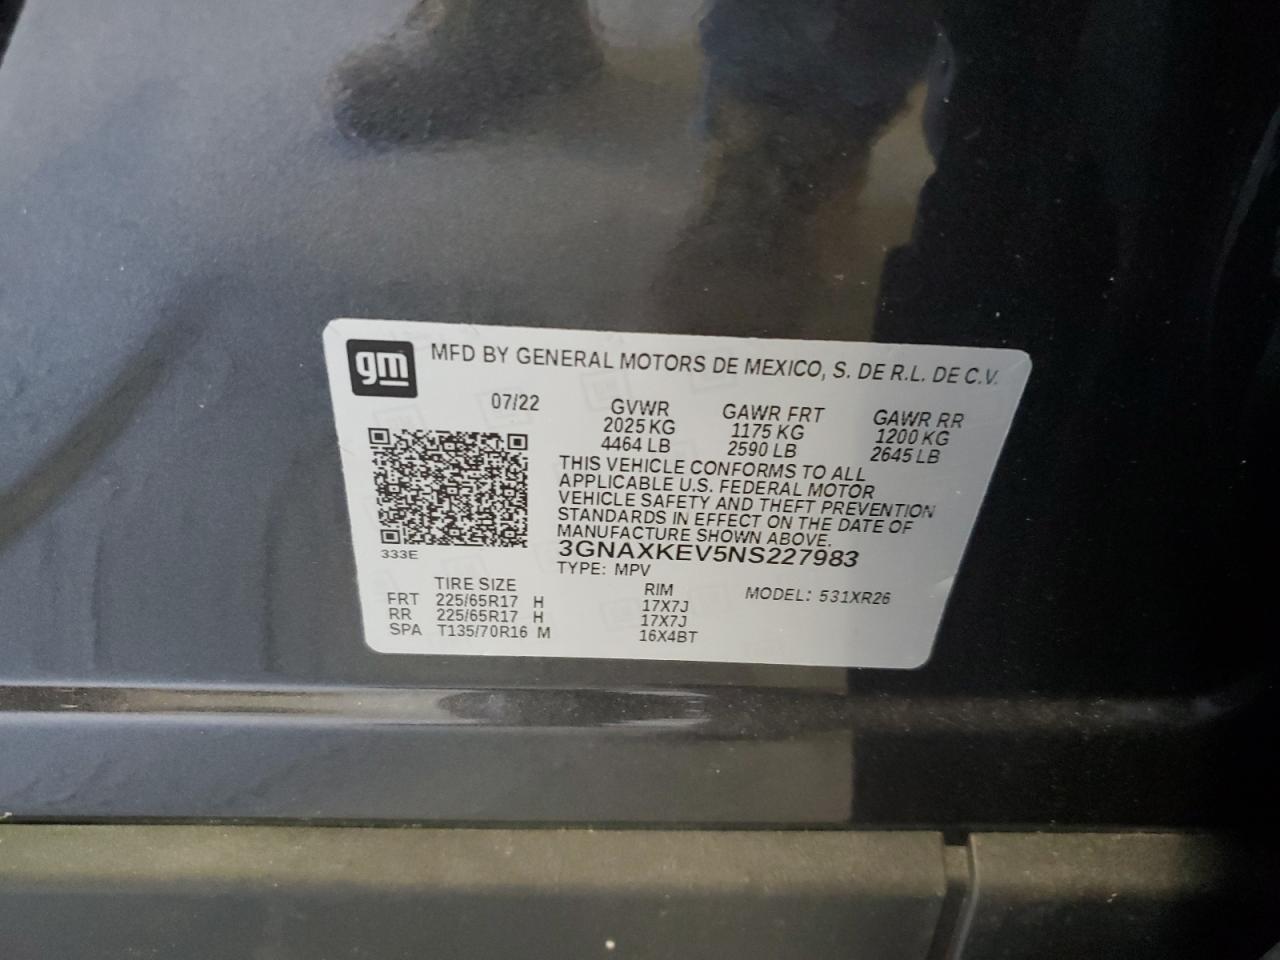 gm MFD BY GENERAL MOTORS DE MEXICO, S. DE R.L. DE C.V.
07/22 GVWR GAWR FRT GAWR RR
2025 KG 1175 KG 1200 KG
4464 LB 2590 LB 2645 LB
THIS VEHICLE CONFORMS TO ALL
APPLICABLE U.S. FEDERAL MOTOR
VEHICLE SAFETY AND THEFT PREVENTION
STANDARDS IN EFFECT ON THE DATE OF
MANUFACTURE SHOWN ABOVE.
333E 3GNAXKEV5NS227983
TYPE: MPV
TIRE SIZE RIM MODEL: 531XR26
FRT 225/65R17 H 17X7J
RR 225/65R17 H 17X7J
SPA T135/70R16 M 16X4BT